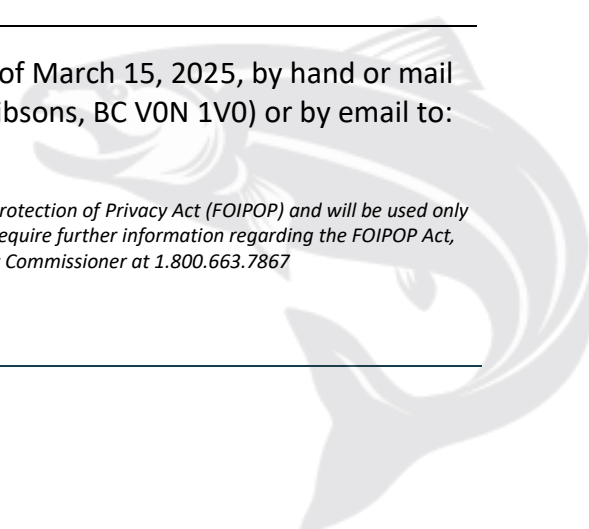 of March 15, 2025, by hand or mail
ibsons, BC V0N 1V0) or by email to:
rotection of Privacy Act (FOIPOP) and will be used only
equire further information regarding the FOIPOP Act,
Commissioner at 1.800.663.7867